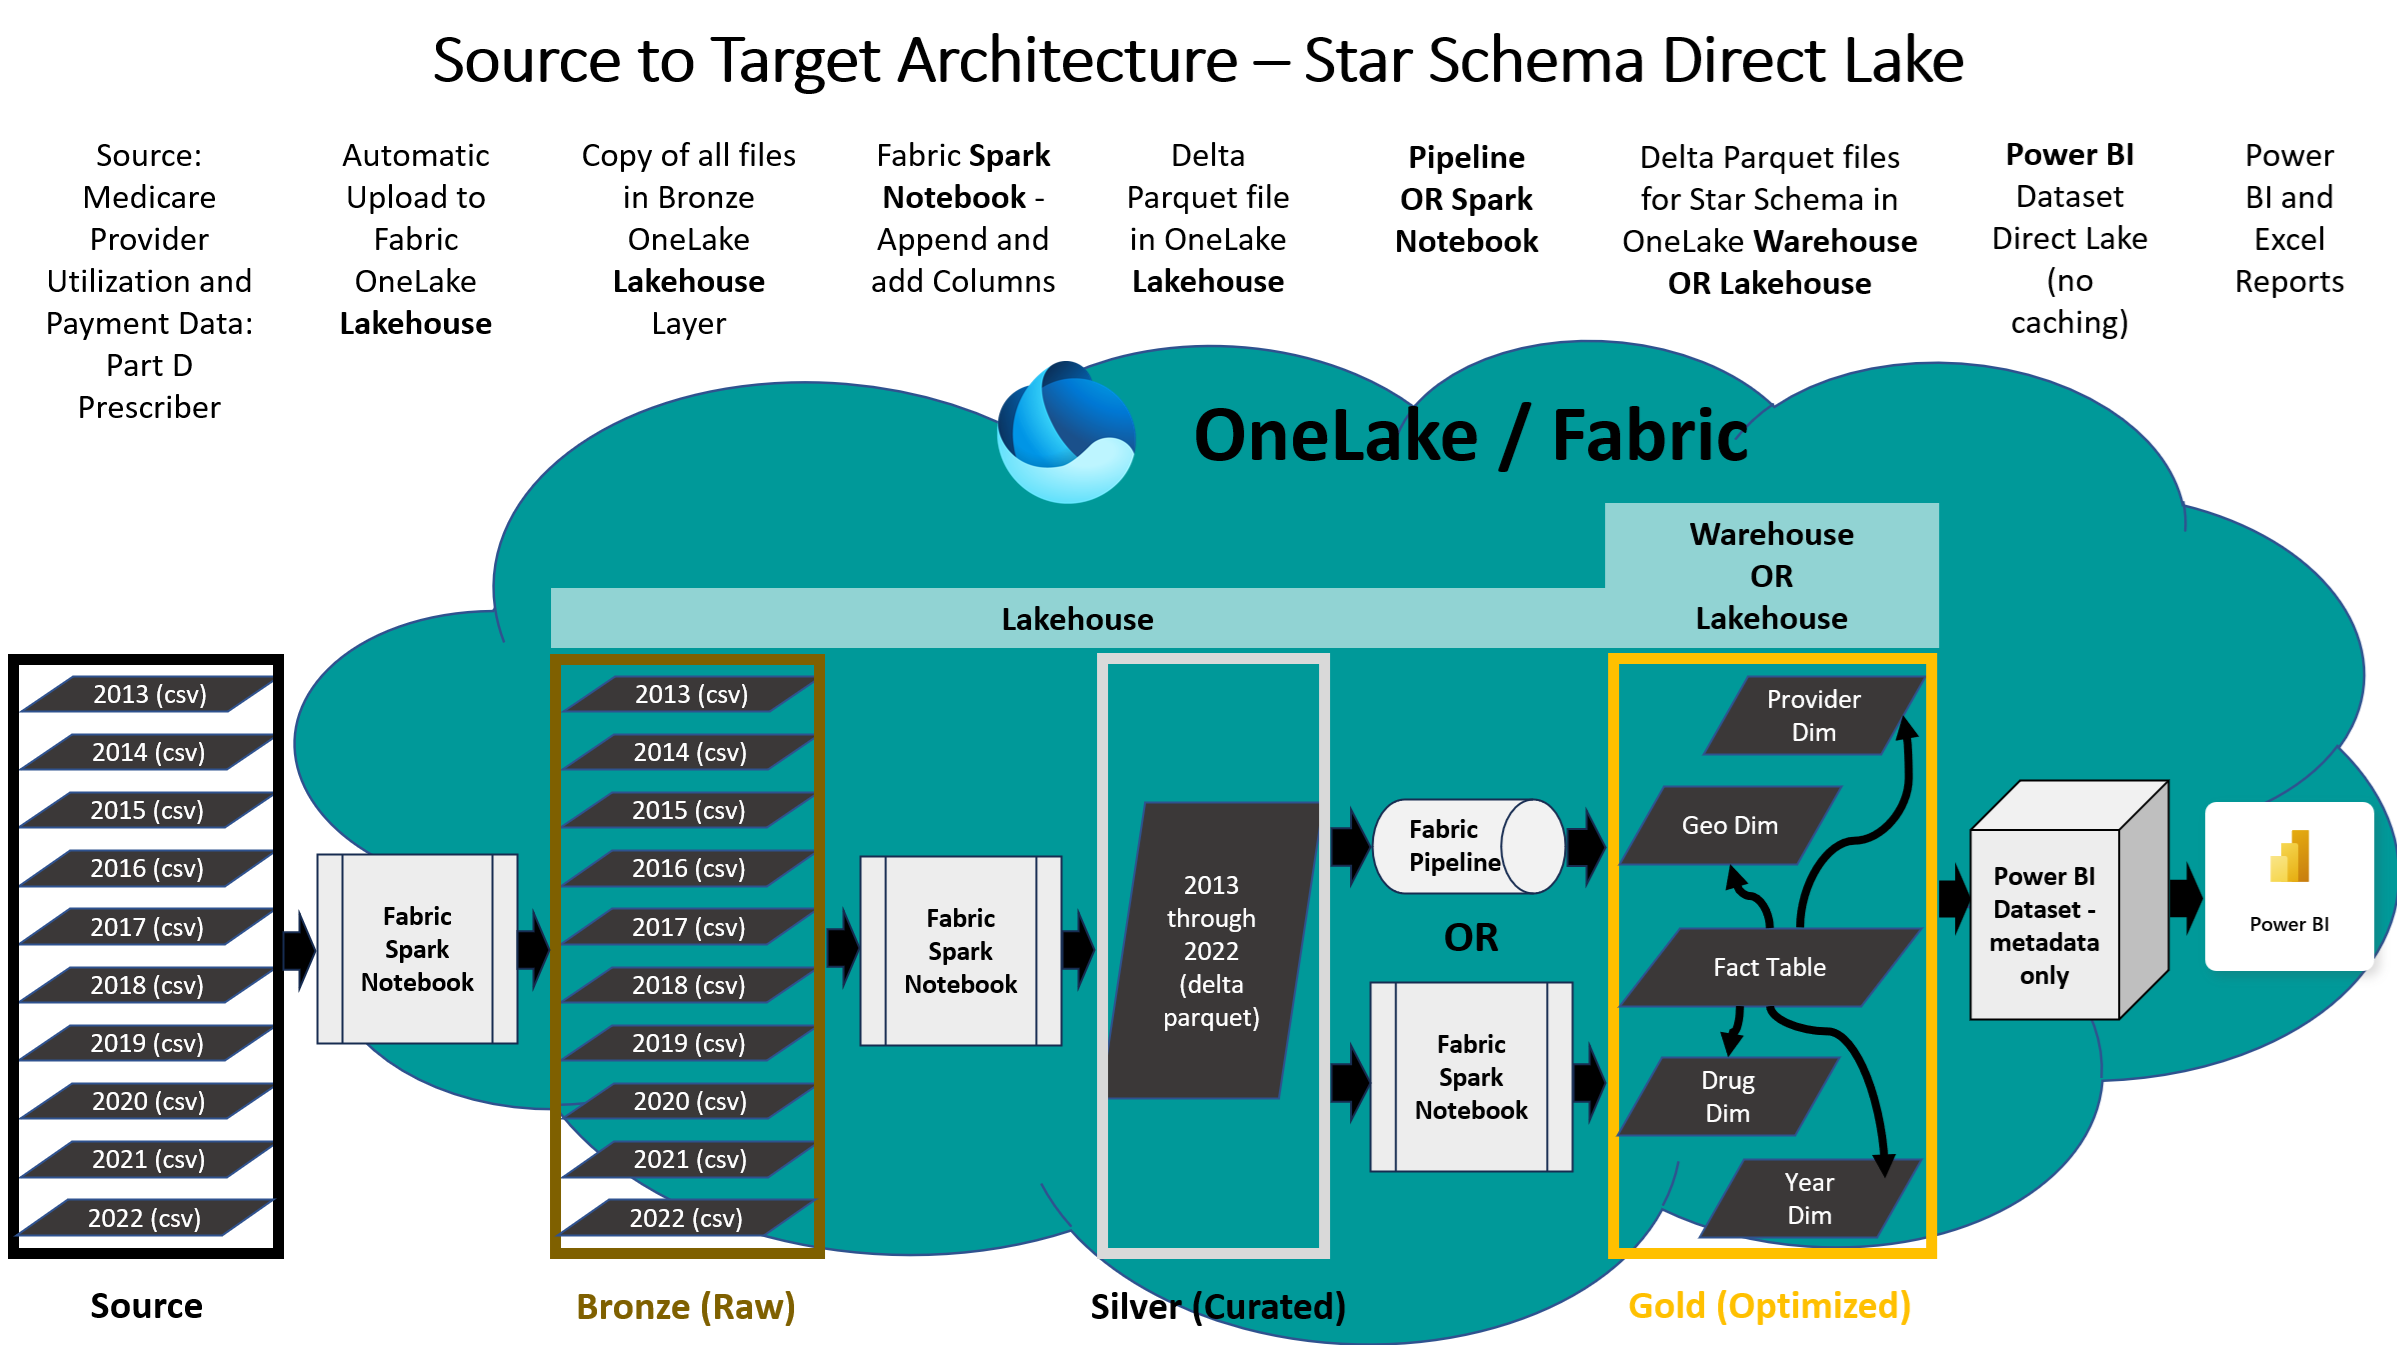 Source to Target Architecture – Star Schema Direct Lake
Source:
Medicare
Provider
Utilization and
Payment Data:
Part D
Prescriber
Automatic
Upload to
Fabric
OneLake
Lakehouse
Copy of all files
in Bronze
OneLake
Lakehouse
Layer
Fabric Spark
Notebook -
Append and
add Columns
Delta
Parquet file
in OneLake
Lakehouse
Pipeline
OR Spark
Notebook
Delta Parquet files
for Star Schema in
OneLake Warehouse
OR Lakehouse
Power BI
Dataset
Direct Lake
(no
caching)
Power
BI and
Excel
Reports
OneLake / Fabric
Lakehouse
Warehouse
OR
Lakehouse
2013 (csv)
2014 (csv)
2015 (csv)
2016 (csv)
2017 (csv)
2018 (csv)
2019 (csv)
2020 (csv)
2021 (csv)
2022 (csv)
Source
Fabric
Spark
Notebook
2013 (csv)
2014 (csv)
2015 (csv)
2016 (csv)
2017 (csv)
2018 (csv)
2019 (csv)
2020 (csv)
2021 (csv)
2022 (csv)
Bronze (Raw)
Fabric
Spark
Notebook
2013
through
2022
(delta
parquet)
Silver (Curated)
Fabric
Pipeline
OR
Fabric
Spark
Notebook
Provider
Dim
Geo Dim
Fact Table
Drug
Dim
Year
Dim
Gold (Optimized)
Power BI
Dataset -
metadata
only
Power BI